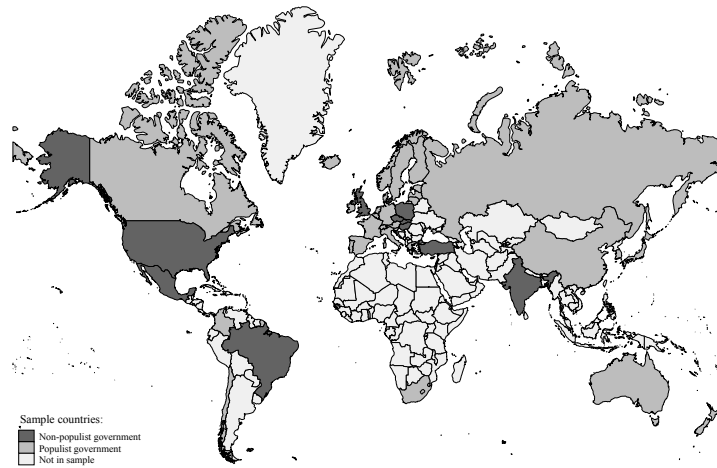 Sample countries:
Non-populist government
Populist government
Not in sample